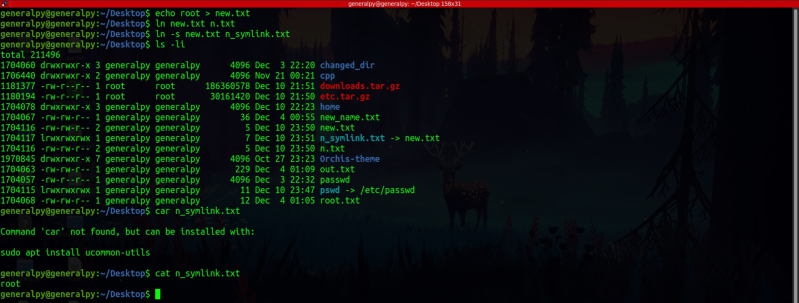 generalpy@generalpy: ~/Desktop 158x31
generalpy@generalpy:~/Desktop$ echo root > new.txt
generalpy@generalpy:~/Desktop$ ln new.txt n.txt
generalpy@generalpy:~/Desktop$ ln -s new.txt n_symlink.txt
generalpy@generalpy:~/Desktop$ ls -li
total 211496
1704060 drwxrwxr-x 3 generalpy generalpy 4096 Dec 3 22:20 changed_dir
1706440 drwxrwxr-x 2 generalpy generalpy 4096 Nov 21 00:21 cpp
1181377 -rw-r--r-- 1 root root 186360578 Dec 10 21:51 downloads.tar.gz
1180194 -rw-r--r-- 1 root root 30161420 Dec 10 21:50 etc.tar.gz
1704078 drwxrwxr-x 3 generalpy generalpy 4096 Dec 10 22:23 home
1704067 -rw-rw-r-- 1 generalpy generalpy 36 Dec 4 00:55 new_name.txt
1704116 -rw-rw-r-- 2 generalpy generalpy 5 Dec 10 23:50 new.txt
1704117 lrwxrwxrwx 1 generalpy generalpy 7 Dec 10 23:51 n_symlink.txt -> new.txt
1704116 -rw-rw-r-- 2 generalpy generalpy 5 Dec 10 23:50 n.txt
1970845 drwxrwxr-x 7 generalpy generalpy 4096 Oct 27 23:23 Orchis-theme
1704063 -rw-rw-r-- 1 generalpy generalpy 229 Dec 4 01:09 out.txt
1704057 -rw-rw-r-- 1 generalpy generalpy 4096 Dec 3 22:32 passwd
1704115 lrwxrwxrwx 1 generalpy generalpy 11 Dec 10 23:47 pswd -> /etc/passwd
1704068 -rw-rw-r-- 1 generalpy generalpy 12 Dec 4 01:05 root.txt
generalpy@generalpy:~/Desktop$ car n_symlink.txt
Command 'car' not found, but can be installed with:
sudo apt install ucommon-utils
generalpy@generalpy:~/Desktop$ cat n_symlink.txt
root
generalpy@generalpy:~/Desktop$